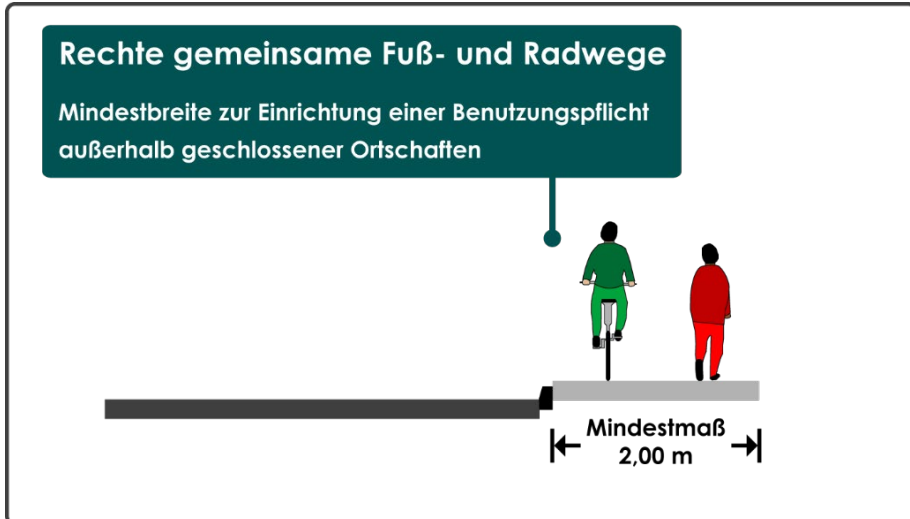 Rechte gemeinsame Fuß- und Radwege
Mindestbreite zur Einrichtung einer Benutzungspflicht
außerhalb geschlossener Ortschaften
Mindestmaß
2,00 m